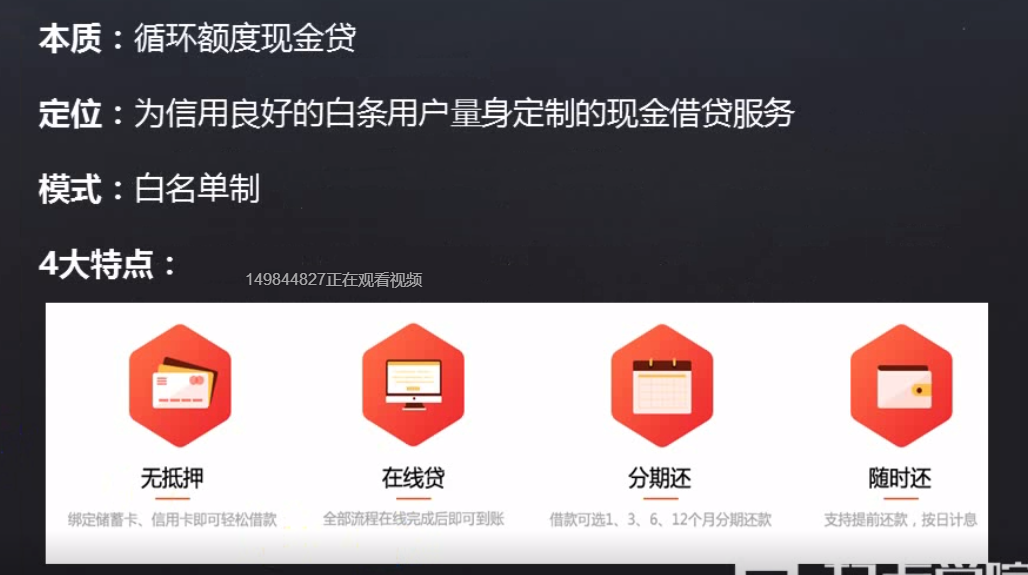 本质：循环额度现金贷
定位：为信用良好的白条用户量身定制的现金借贷服务
模式：白名单制
4大特点：
149844827正在观看视频
无抵押
在线贷
分期还
随时还
绑定储蓄卡、信用卡即可轻松借款
全部流程在线完成后即可到账
借款可选1、3、6、12个月分期还款
支持提前还款，按日计息